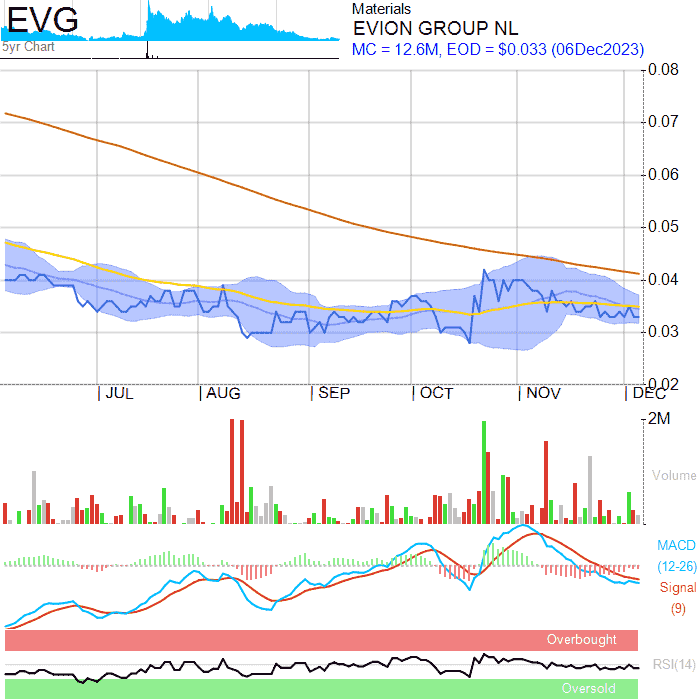 EVG
5yr Chart
Materials
EVION GROUP NL
MC = 12.6M, EOD = $0.033 (06Dec2023)
0.08
0.07
0.06
0.05
0.04
0.03
0.02
JUL AUG SEP OCT NOV DEC
2M
Volume
MACD
(12-26)
Signal
(9)
Overbought
RSI(14)
Oversold